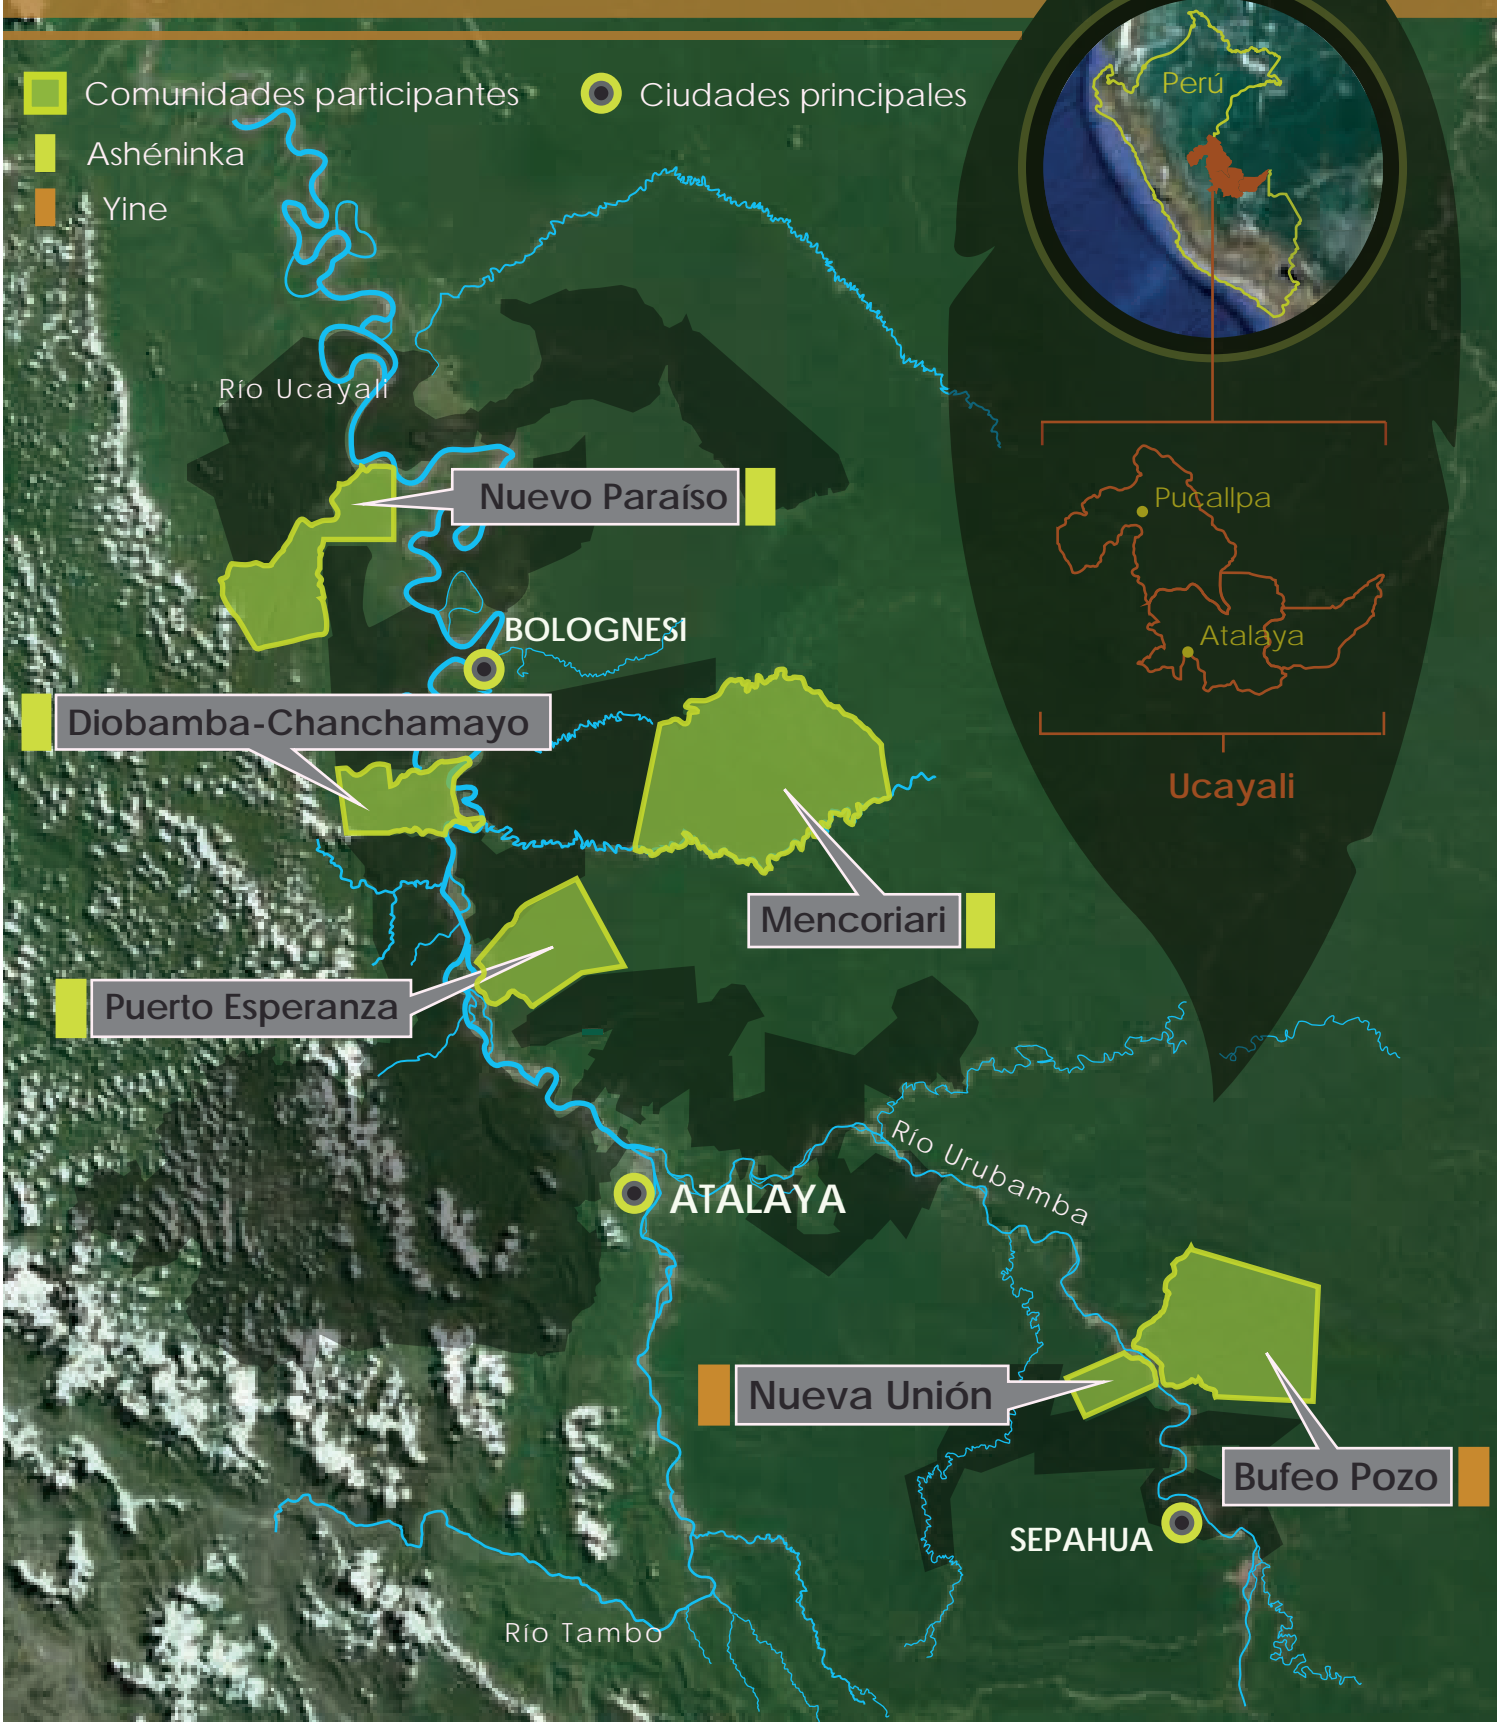 Comunidades participantes
Ciudades principales
Ashéninka
Yine
Perú
Río Ucayali
Nuevo Paraíso
Pucallpa
BOLOGNESI
Atalaya
Diobamba-Chanchamayo
Ucayali
Mencoriari
Puerto Esperanza
Río Urubamba
ATALAYA
Nueva Unión
Bufeo Pozo
SEPAHUA
Río Tambo